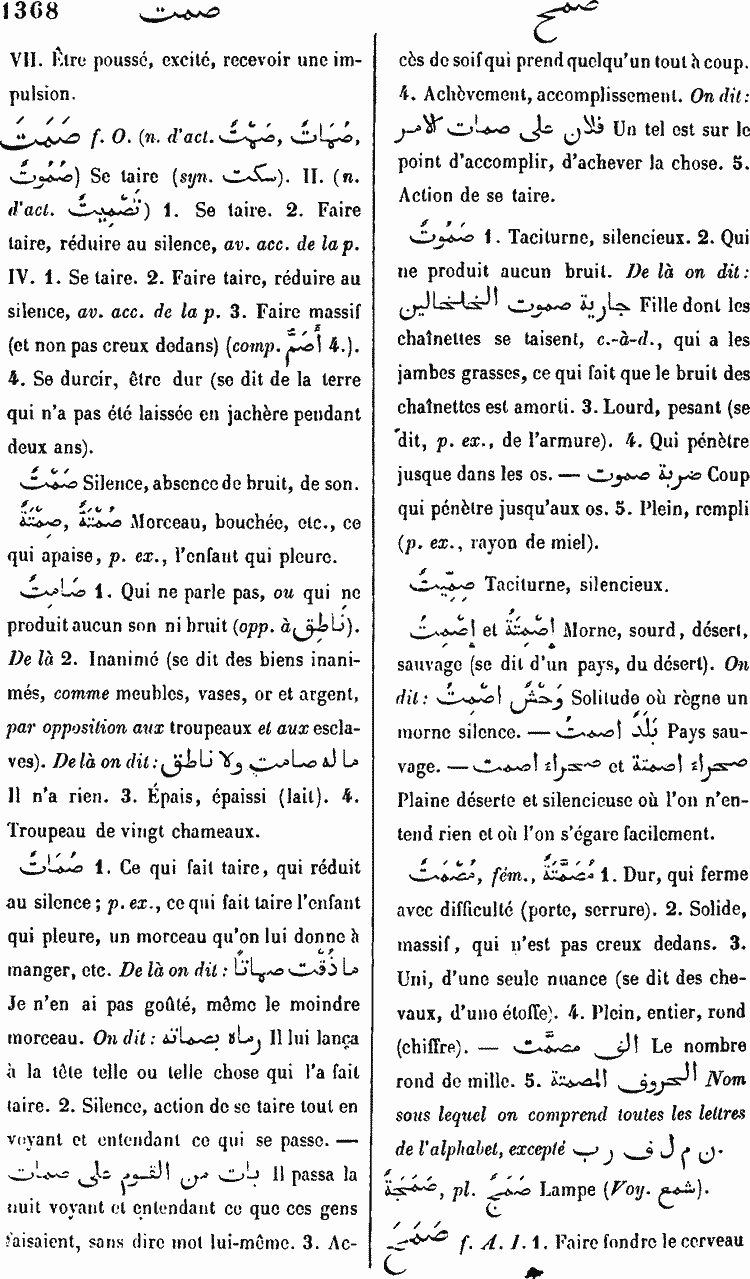 1368 صمت صمح
VII. Être poussé, excité, recevoir une im-
pulsion.
صَمَتَ f. O. (n. d'act. صَمْتٌ, صُمَاتٌ,
صُمُوتٌ) Se taire (syn. سكت). II. (n.
d'act. تَصْمِيتٌ) 1. Se taire. 2. Faire
taire, réduire au silence, av. acc. de la p.
IV. 1. Se taire. 2. Faire taire, réduire au
silence, av. acc. de la p. 3. Faire massif
(et non pas creux dedans) (comp. أَصَمَّ 4.).
4. Se durcir, être dur (se dit de la terre
qui n'a pas été laissée en jachère pendant
deux ans).
صَمْتٌ Silence, absence de bruit, de son.
صُمْتَةٌ, صِمْتَةٌ Morceau, bouchée, etc., ce
qui apaise, p. ex., l'enfant qui pleure.
صَامِتٌ 1. Qui ne parle pas, ou qui ne
produit aucun son ni bruit (opp. à نَاطِق).
De là 2. Inanimé (se dit des biens inani-
més, comme meubles, vases, or et argent,
par opposition aux troupeaux et aux escla-
ves). De là on dit: ما له صامت ولا ناطق
Il n'a rien. 3. Épais, épaissi (lait). 4.
Troupeau de vingt chameaux.
صُمَاتٌ 1. Ce qui fait taire, qui réduit
au silence; p. ex., ce qui fait taire l'enfant
qui pleure, un morceau qu'on lui donne à
manger, etc. De là on dit: ما ذُقْت صماتاً
Je n'en ai pas goûté, même le moindre
morceau. On dit: رماه بصماته Il lui lança
à la tête telle ou telle chose qui l'a fait
taire. 2. Silence, action de se taire tout en
voyant et entendant ce qui se passe. —
بات من القوم على صمات Il passa la
nuit voyant et entendant ce que ces gens
faisaient, sans dire mot lui-même. 3. Ac-
cès de soif qui prend quelqu'un tout à coup.
4. Achèvement, accomplissement. On dit:
فلان على صمات الامر Un tel est sur le
point d'accomplir, d'achever la chose. 5.
Action de se taire.
صَمُوتٌ 1. Taciturne, silencieux. 2. Qui
ne produit aucun bruit. De là on dit:
جارية صموت الخلخالين Fille dont les
chaînettes se taisent, c.-à-d., qui a les
jambes grasses, ce qui fait que le bruit des
chaînettes est amorti. 3. Lourd, pesant (se
dit, p. ex., de l'armure). 4. Qui pénètre
jusque dans les os. — ضربة صموت Coup
qui pénètre jusqu'aux os. 5. Plein, rempli
(p. ex., rayon de miel).
صِمِّيتٌ Taciturne, silencieux.
إِصْمِتُ et إِصْمِتَةُ Morne, sourd, désert,
sauvage (se dit d'un pays, du désert). On
dit: وَحْش إصْمِتُ Solitude où règne un
morne silence. — بَلَدٌ اصمتُ Pays sau-
vage. — صحراء اصمت et صحراء اصمتة
Plaine déserte et silencieuse où l'on n'en-
tend rien et où l'on s'égare facilement.
مُصْمَتٌ, fém., مُصْمَتَةٌ 1. Dur, qui ferme
avec difficulté (porte, serrure). 2. Solide,
massif, qui n'est pas creux dedans. 3.
Uni, d'une seule nuance (se dit des che-
vaux, d'une étoffe). 4. Plein, entier, rond
(chiffre). — الف مصمَّت Le nombre
rond de mille. 5. الحروف المصمتة Nom
sous lequel on comprend toutes les lettres
de l'alphabet, excepté ن م ل ف ر ب.
صَمَجَةٌ, pl. صَمَجٌ Lampe (Voy. شمع).
صَمَحَ f. A. I. 1. Faire fondre le cerveau